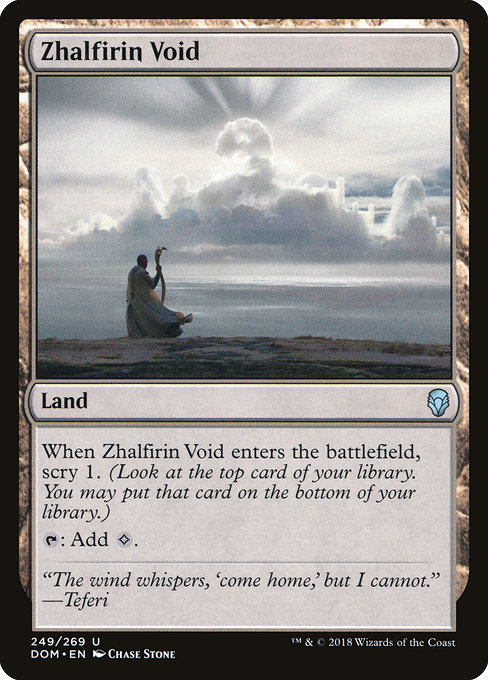 Zhalfirin Void
Land
When Zhalfirin Void enters the battlefield,
scry 1. (Look at the top card of your library.
You may put that card on the bottom of your
library.)
: Add .
“The wind whispers, ‘come home,’ but I cannot.”
—Teferi
249/269 U
™ & © 2018 Wizards of the Coast
DOM • EN Chase Stone